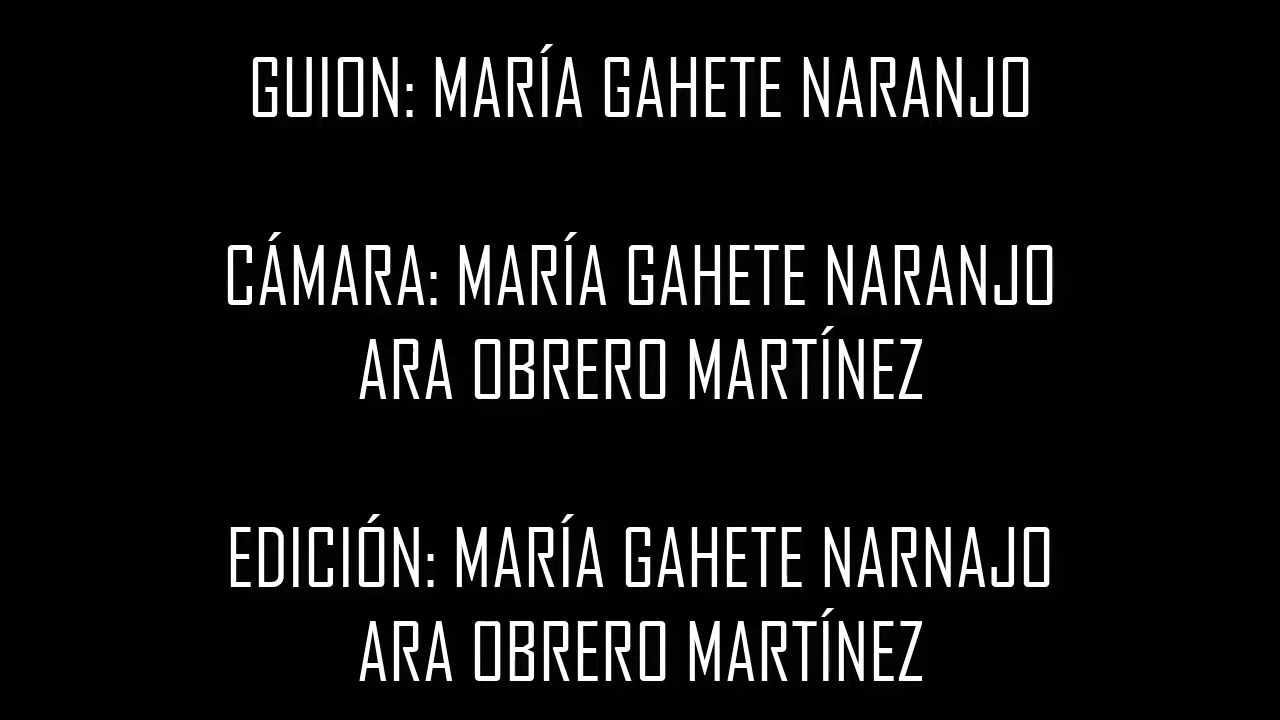 GUION: MARÍA GAHETE NARANJO
CÁMARA: MARÍA GAHETE NARANJO
ARA OBRERO MARTÍNEZ
EDICIÓN: MARÍA GAHETE NARNAJO
ARA OBRERO MARTÍNEZ